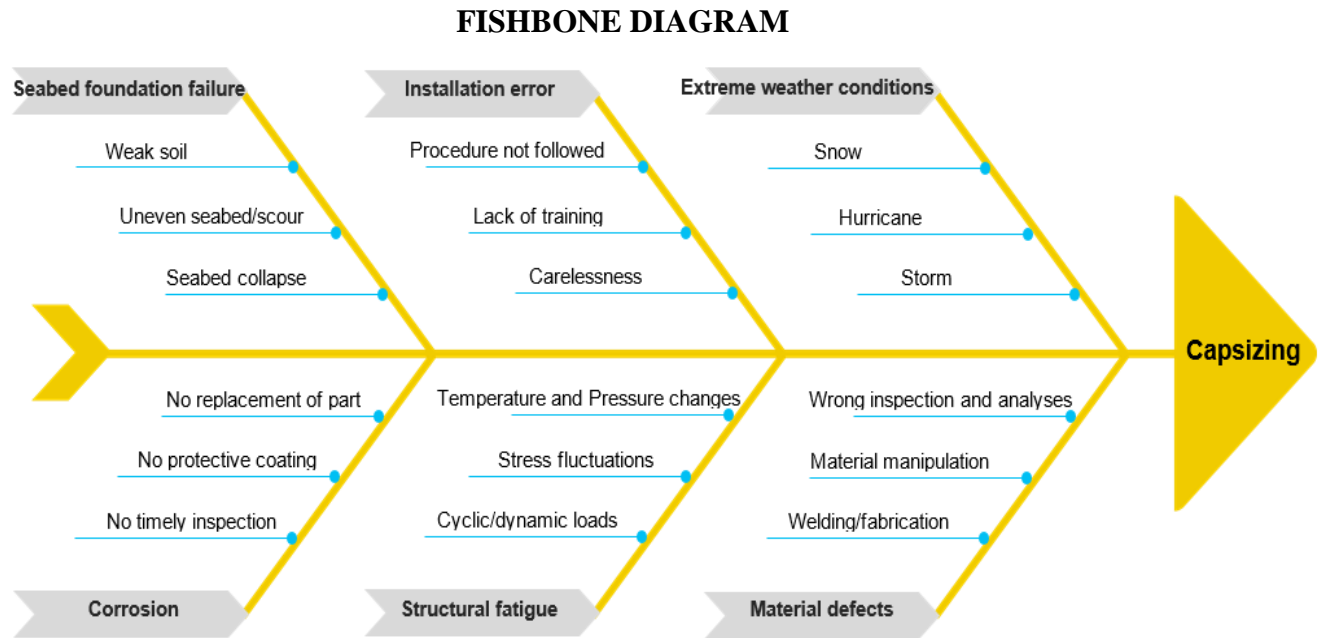 FISHBONE DIAGRAM
Seabed foundation failure
Installation error
Extreme weather conditions
Weak soil
Procedure not followed
Snow
Uneven seabed/scour
Lack of training
Hurricane
Seabed collapse
Carelessness
Storm
Capsizing
No replacement of part
Temperature and Pressure changes
Wrong inspection and analyses
No protective coating
Stress fluctuations
Material manipulation
No timely inspection
Cyclic/dynamic loads
Welding/fabrication
Corrosion
Structural fatigue
Material defects